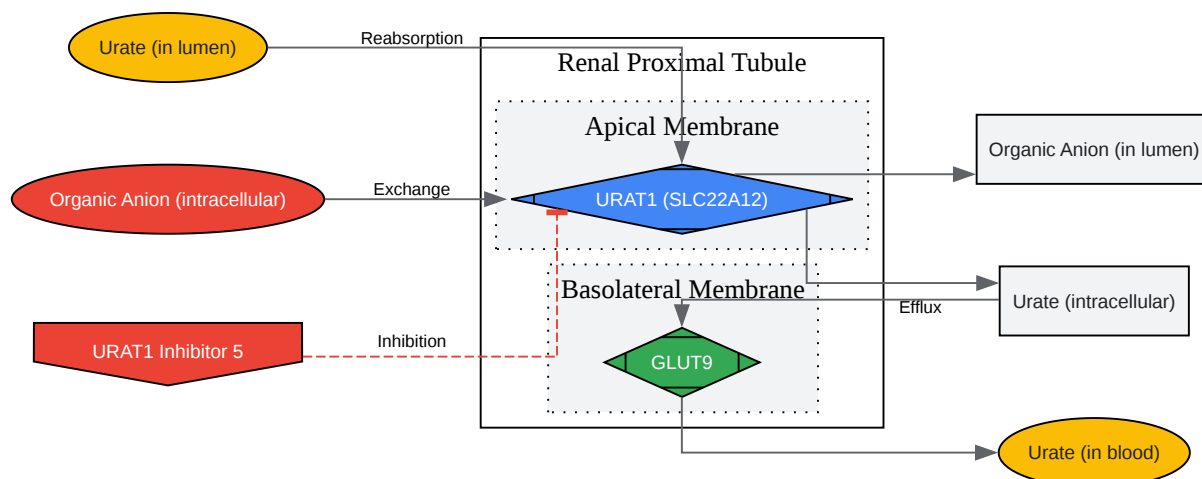 Urate (in lumen)
Reabsorption
Renal Proximal Tubule
Apical Membrane
Organic Anion (in lumen)
Organic Anion (intracellular)
Exchange
URAT1 (SLC22A12)
Basolateral Membrane
Urate (intracellular)
Efflux
URAT1 Inhibitor 5
Inhibition
GLUT9
Urate (in blood)